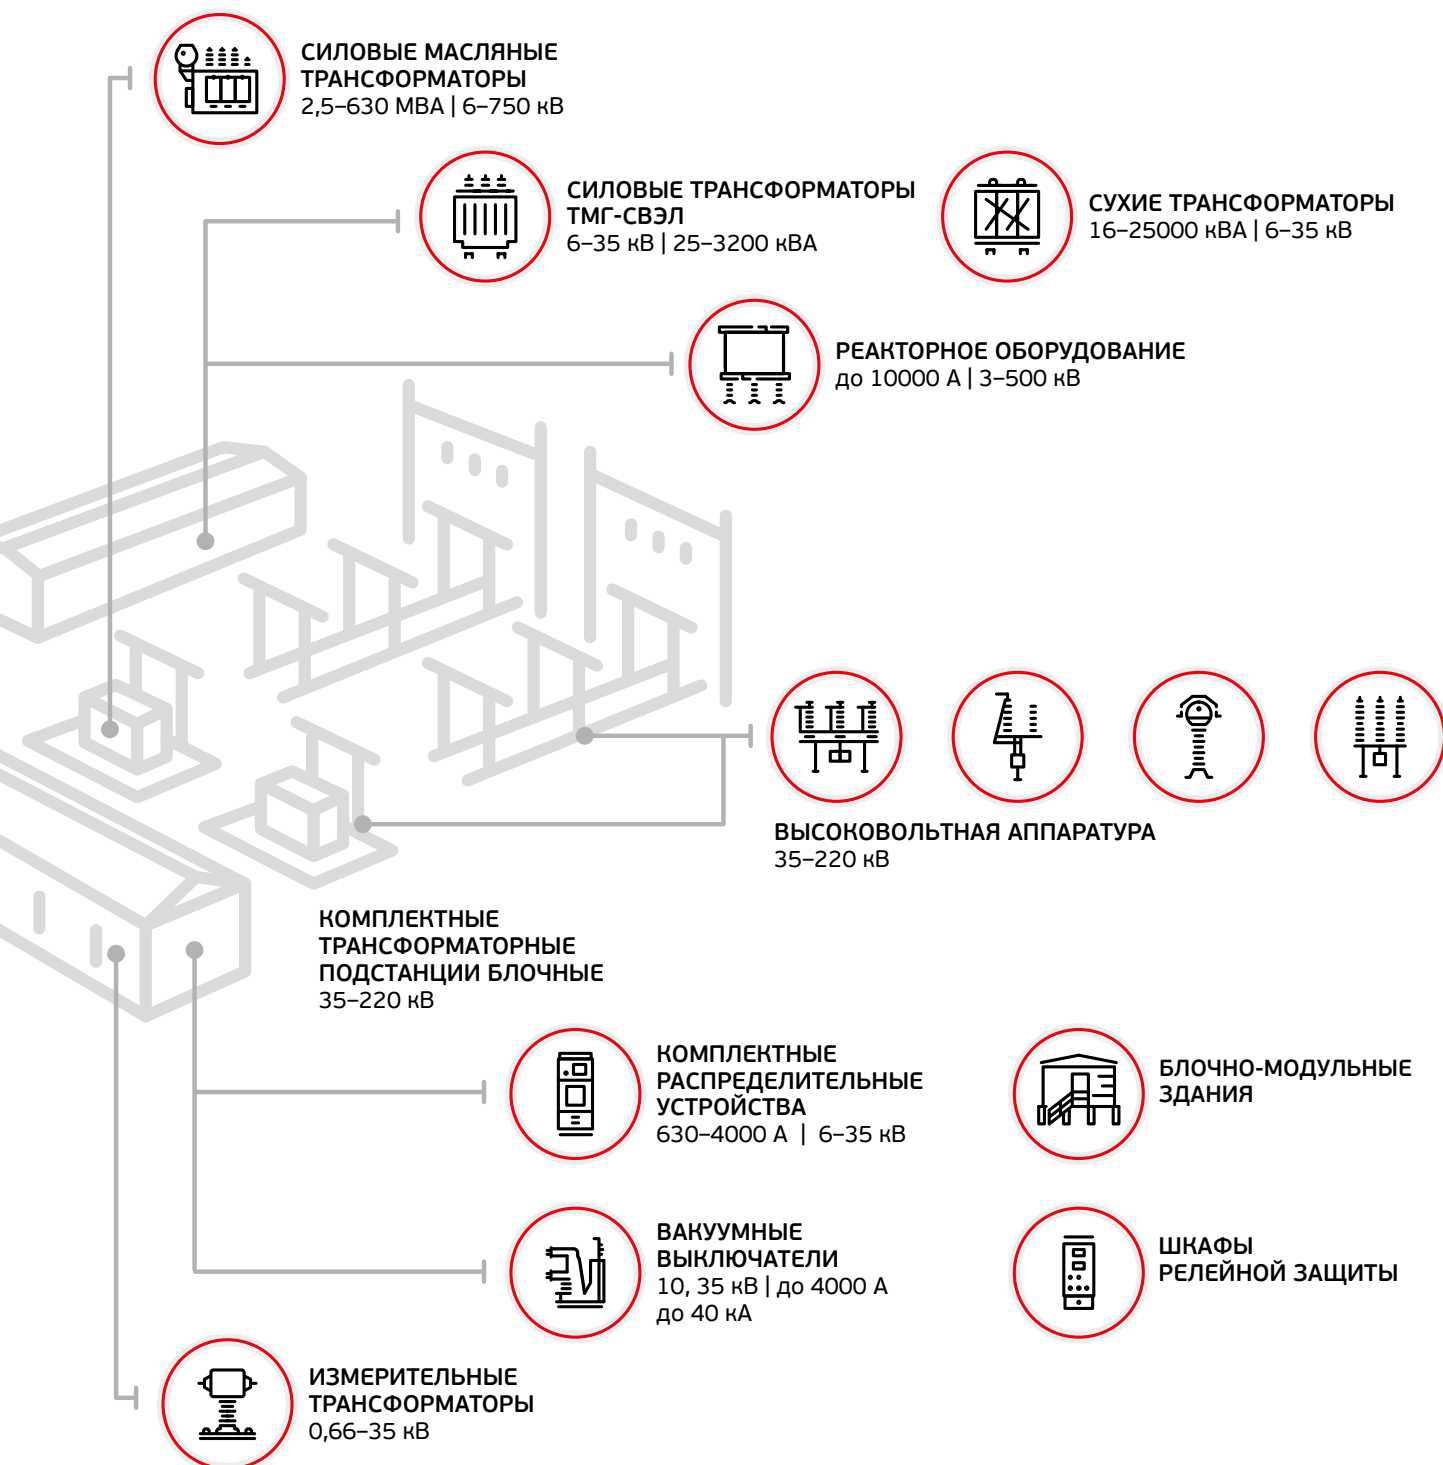 СИЛОВЫЕ МАСЛЯНЫЕ
ТРАНСФОРМАТОРЫ
2,5–630 МВА | 6–750 кВ
СИЛОВЫЕ ТРАНСФОРМАТОРЫ
ТМГ-СВЭЛ
6–35 кВ | 25–3200 кВА
СУХИЕ ТРАНСФОРМАТОРЫ
16–25000 кВА | 6–35 кВ
РЕАКТОРНОЕ ОБОРУДОВАНИЕ
до 10000 А | 3–500 кВ
ВЫСОКОВОЛЬТНАЯ АППАРАТУРА
35–220 кВ
КОМПЛЕКТНЫЕ
ТРАНСФОРМАТОРНЫЕ
ПОДСТАНЦИИ БЛОЧНЫЕ
35–220 кВ
КОМПЛЕКТНЫЕ
РАСПРЕДЕЛИТЕЛЬНЫЕ
УСТРОЙСТВА
630–4000 А | 6–35 кВ
БЛОЧНО-МОДУЛЬНЫЕ
ЗДАНИЯ
ВАКУУМНЫЕ
ВЫКЛЮЧАТЕЛИ
10, 35 кВ | до 4000 А
до 40 кА
ШКАФЫ
РЕЛЕЙНОЙ ЗАЩИТЫ
ИЗМЕРИТЕЛЬНЫЕ
ТРАНСФОРМАТОРЫ
0,66–35 кВ